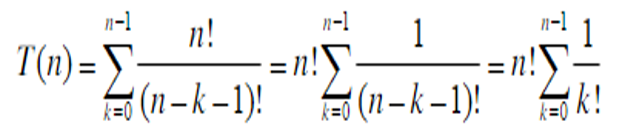 T(n) = \sum_{k=0}^{n-1} \frac{n!}{(n-k-1)!} = n! \sum_{k=0}^{n-1} \frac{1}{(n-k-1)!} = n! \sum_{k=0}^{n-1} \frac{1}{k!}